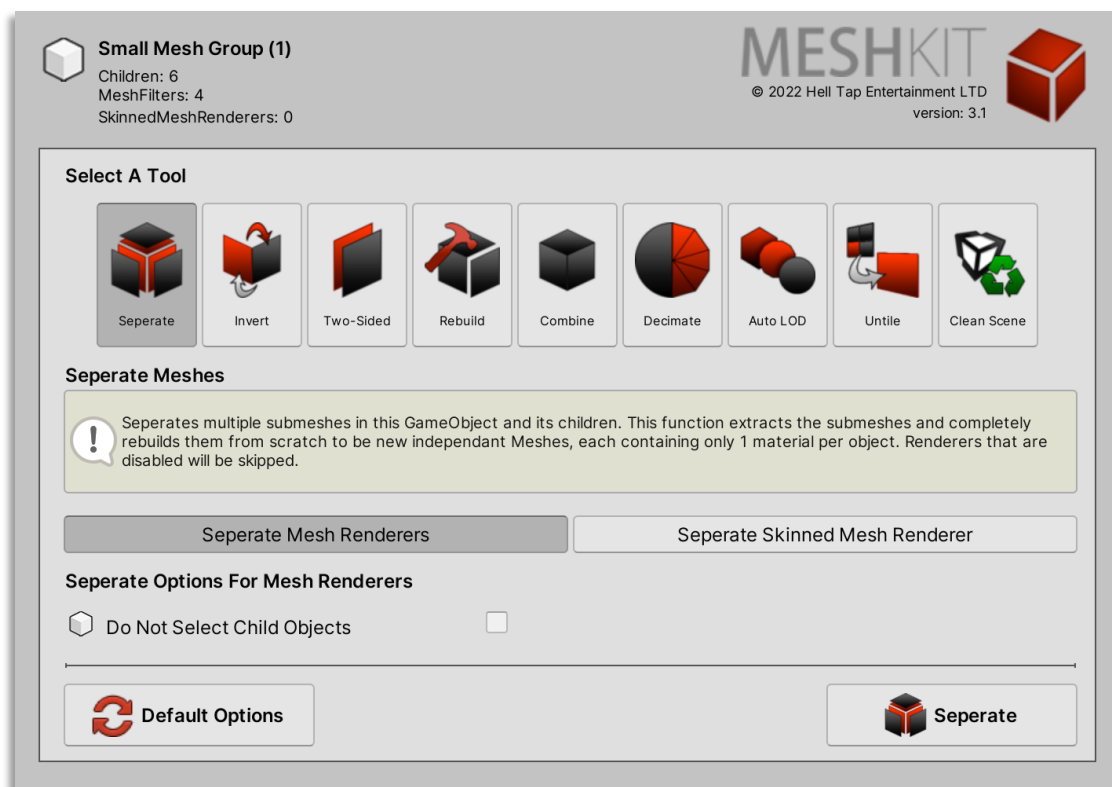 Small Mesh Group (1)
Children: 6
MeshFilters: 4
SkinnedMeshRenderers: 0
MESHKIT
© 2022 Hell Tap Entertainment LTD
version: 3.1
Select A Tool
Seperate
Invert
Two-Sided
Rebuild
Combine
Decimate
Auto LOD
Untile
Clean Scene
Seperate Meshes
Seperates multiple submeshes in this GameObject and its children. This function extracts the submeshes and completely
rebuilds them from scratch to be new independant Meshes, each containing only 1 material per object. Renderers that are
disabled will be skipped.
Seperate Mesh Renderers
Seperate Skinned Mesh Renderer
Seperate Options For Mesh Renderers
Do Not Select Child Objects
Default Options
Seperate